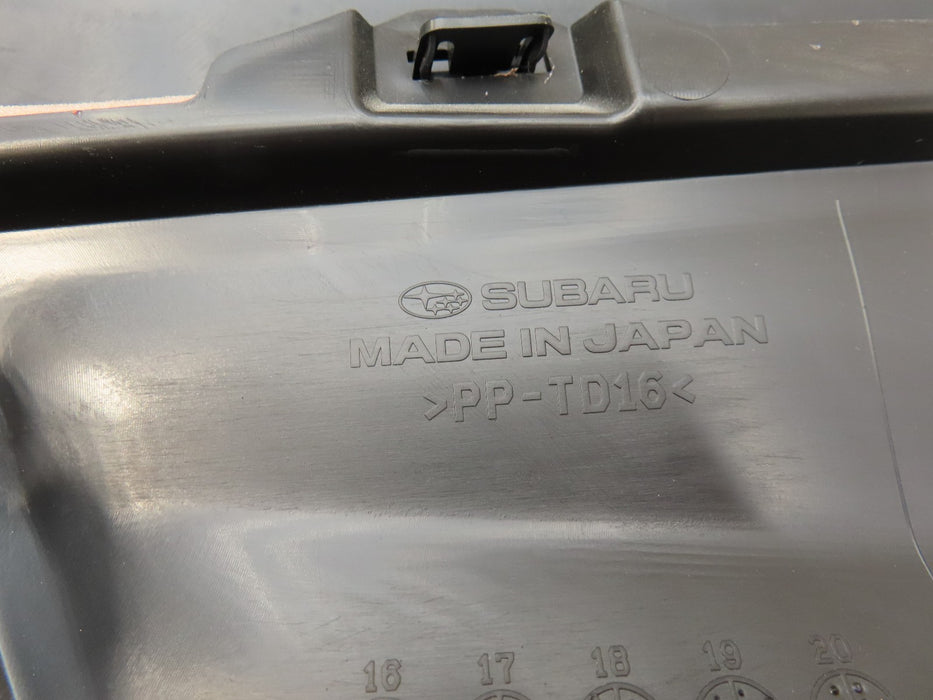 SUBARU
MADE IN JAPAN
>PP-TD16<
16 17 18 19 20